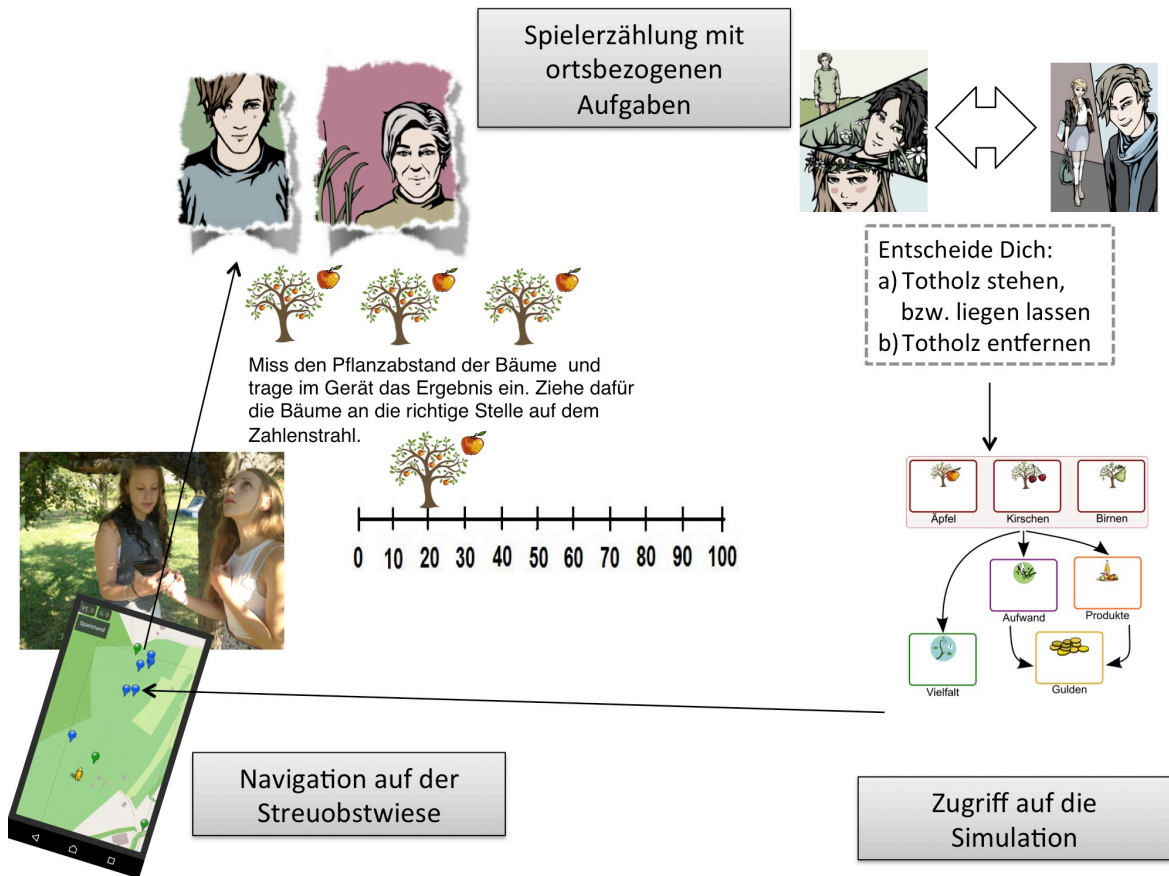 Spielerzählung mit
ortsbezogenen
Aufgaben
Entscheide Dich:
a) Totholz stehen,
bzw. liegen lassen
b) Totholz entfernen
Miss den Pflanzabstand der Bäume und
trage im Gerät das Ergebnis ein. Ziehe dafür
die Bäume an die richtige Stelle auf dem
Zahlenstrahl.
0 10 20 30 40 50 60 70 80 90 100
Äpfel Kirschen Birnen
Aufwand Produkte
Vielfalt Gulden
Spielstand
Navigation auf der
Streuobstwiese
Zugriff auf die
Simulation